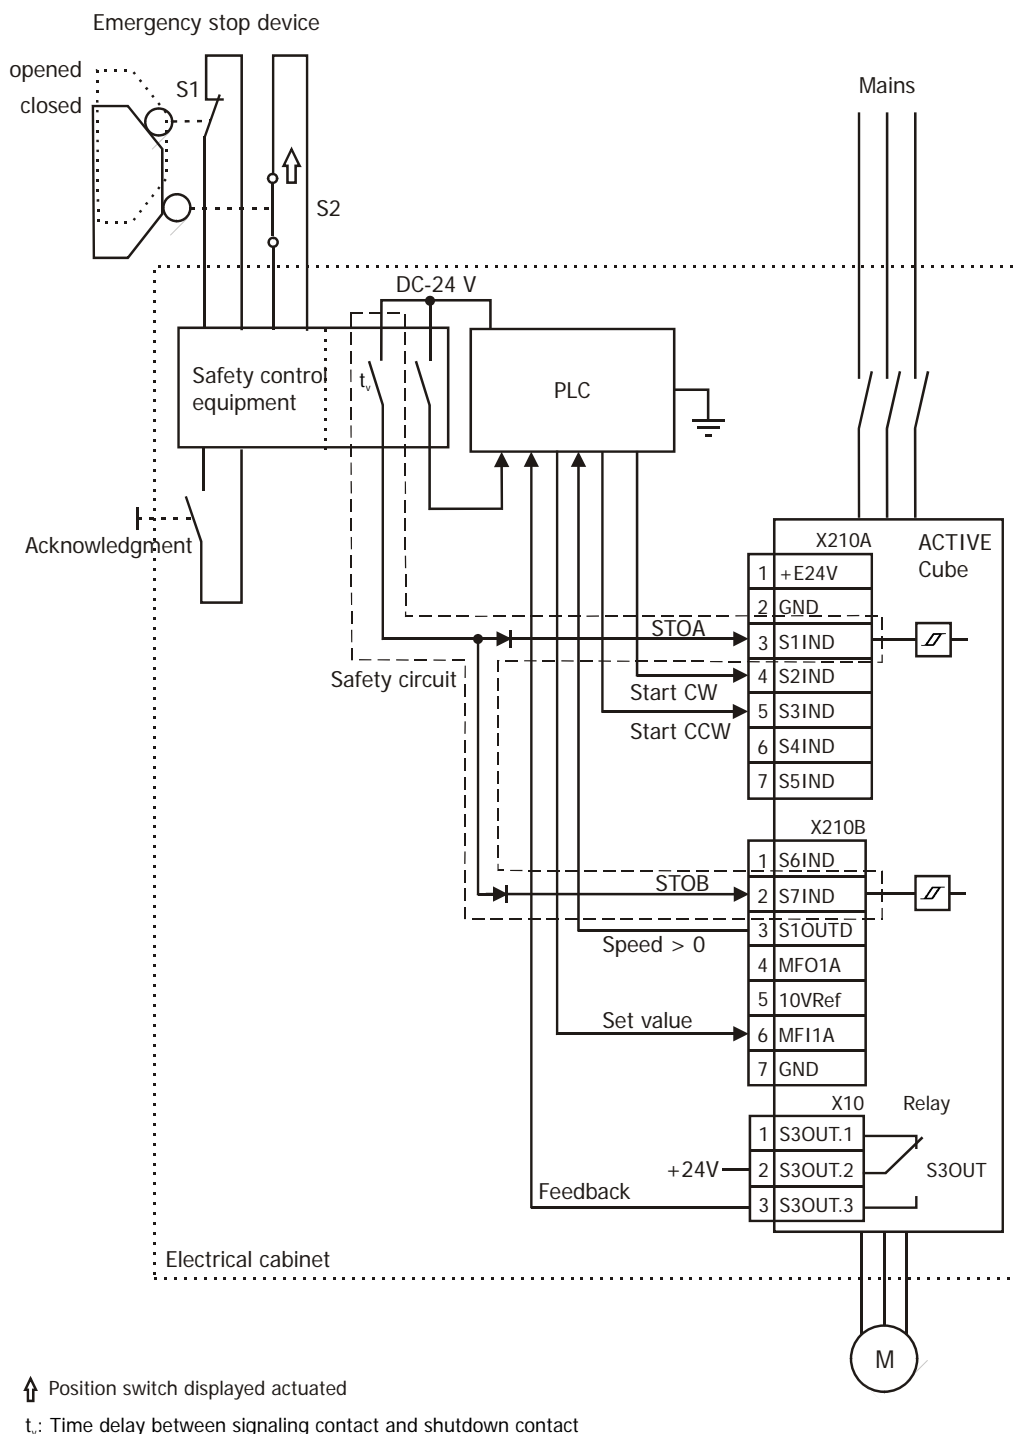 Emergency stop device
opened
closed
S1
S2
Mains
DC-24 V
Safety control
equipment
tv
PLC
Acknowledgment
X210A
ACTIVE
Cube
1 +E24V
2 GND
STOA
3 S1IND
Safety circuit
4 S2IND
Start CW
5 S3IND
Start CCW
6 S4IND
7 S5IND
X210B
1 S6IND
STOB
2 S7IND
3 S1OUTD
Speed > 0
4 MFO1A
5 10VRef
Set value
6 MFI1A
7 GND
X10
Relay
1 S3OUT.1
+24V
2 S3OUT.2
S3OUT
Feedback
3 S3OUT.3
Electrical cabinet
M
Position switch displayed actuated
tv: Time delay between signaling contact and shutdown contact